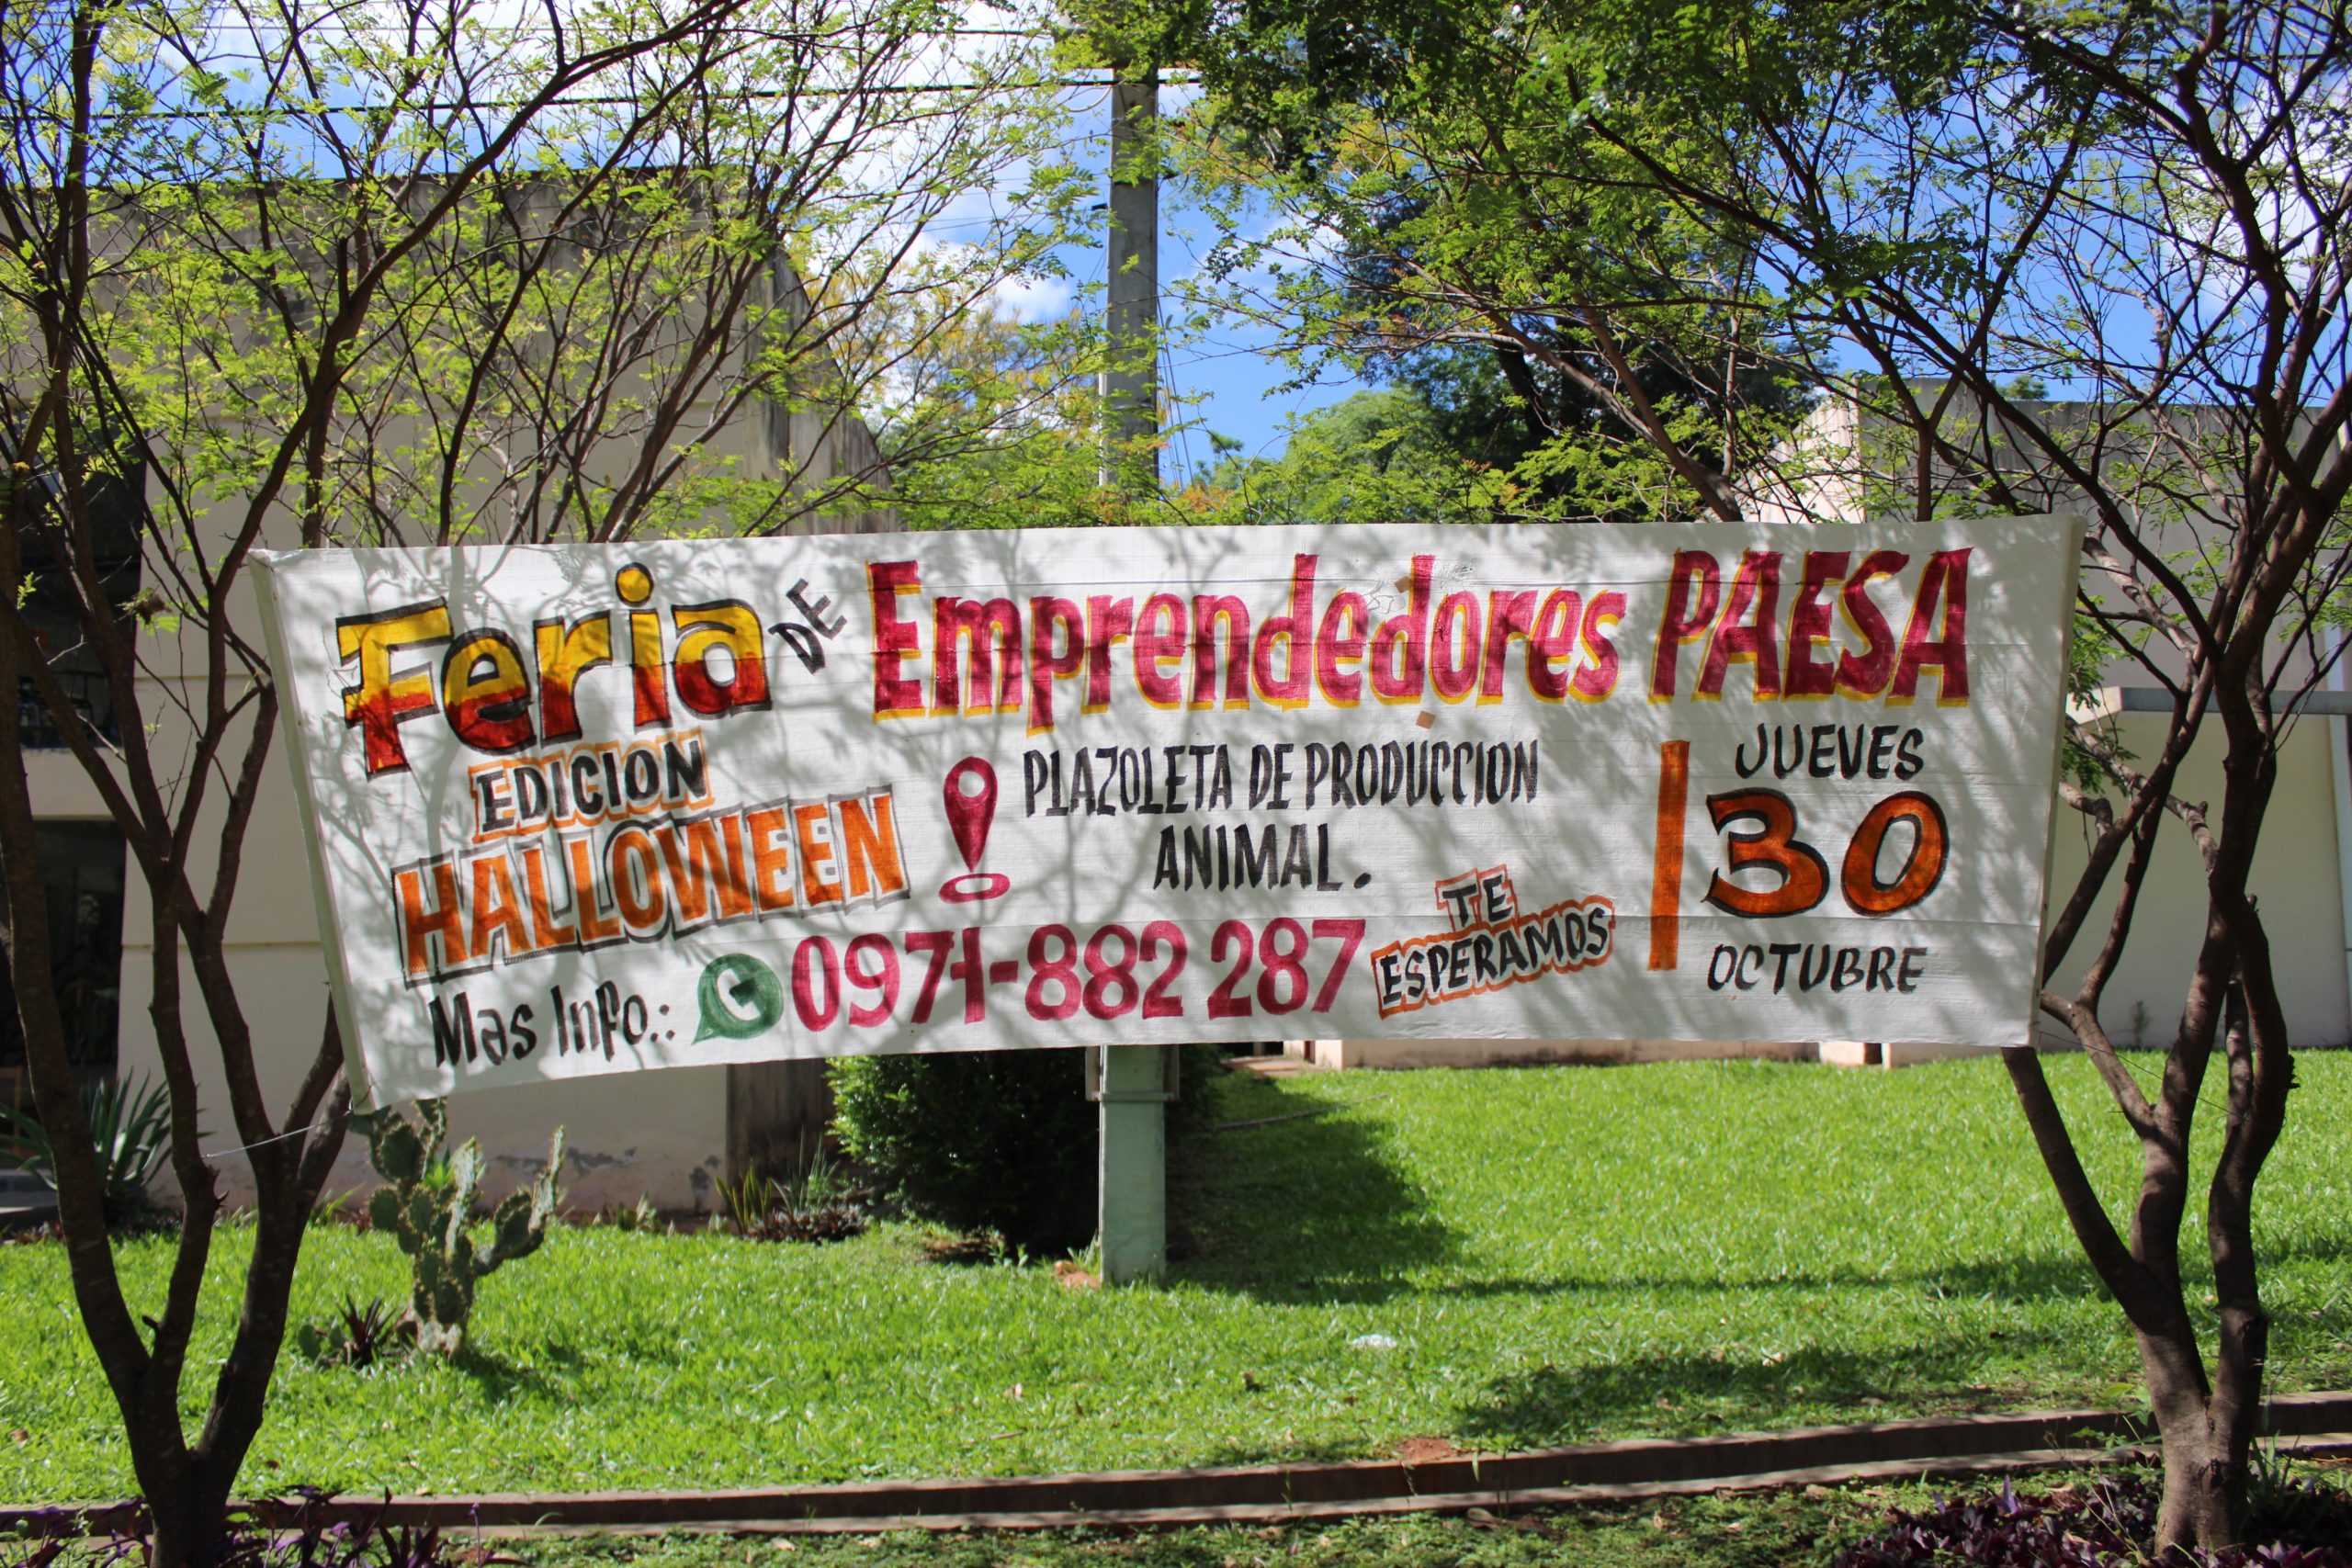 Feria DE Emprendedores PAESA
EDICION
HALLOWEEN
PLAZOLETA DE PRODUCCION
ANIMAL.
Mas Info.: 0971-882 287
TE
ESPERAMOS
JUEVES
30
OCTUBRE